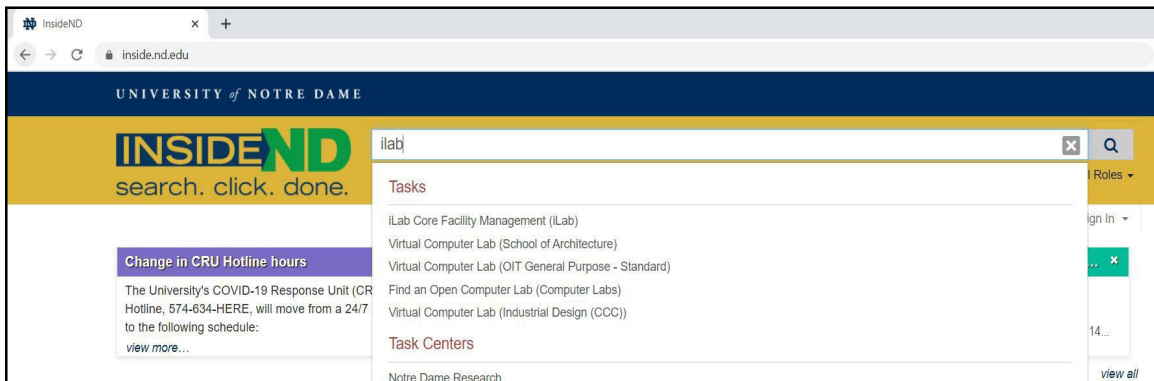 InsideND
inside.nd.edu
UNIVERSITY of NOTRE DAME
INSIDEND
search. click. done.
ilab
Roles
ign In
Tasks
iLab Core Facility Management (iLab)
Virtual Computer Lab (School of Architecture)
Virtual Computer Lab (OIT General Purpose - Standard)
Find an Open Computer Lab (Computer Labs)
Virtual Computer Lab (Industrial Design (CCC))
Task Centers
Notre Dame Research
Change in CRU Hotline hours
The University's COVID-19 Response Unit (CR
Hotline, 574-634-HERE, will move from a 24/7
to the following schedule:
view more...
...
14...
view all